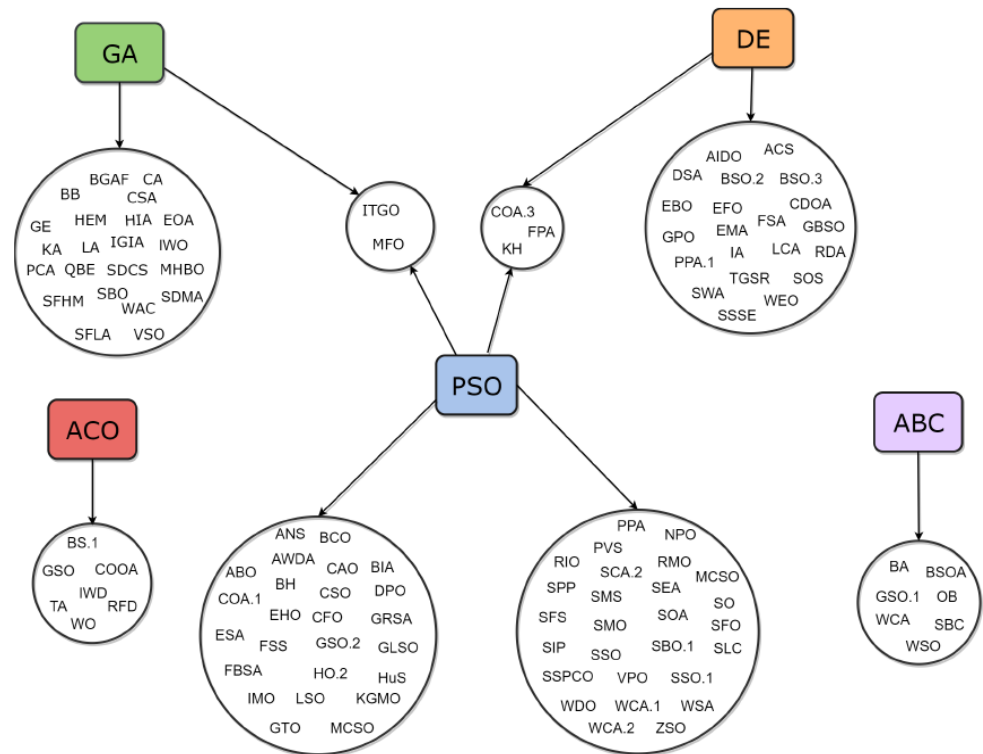 GA
DE
BGAF CA
BB CSA
GE HEM HIA EOA
KA LA IGIA IWO
PCA QBE SDCS MHBO
SFHM SBO WAC SDMA
SFLA VSO
ITGO
MFO
COA.3
FPA
KH
AIDO ACS
DSA BSO.2 BSO.3
EBO EFO CDOA
GPO EMA FSA GBSO
PPA.1 IA LCA RDA
TGSR SOS
SWA WEO
SSSE
PSO
ACO
ABC
BS.1
GSO COOA
IWD
TA RFD
WO
ANS BCO
ABO AWDA CAO BIA
COA.1 BH CSO DPO
EHO CFO GRSA
ESA FSS GSO.2 GLSO
FBSA HO.2 HuS
IMO LSO KGMO
GTO MCSO
PPA NPO
RIO PVS RMO
SPP SCA.2 SEA MCSO
SFS SMS SOA SO
SMO SFO
SIP SSO SBO.1 SLC
SSPCO VPO SSO.1
WDO WCA.1 WSA
WCA.2 ZSO
BA BSOA
GSO.1 OB
WCA SBC
WSO